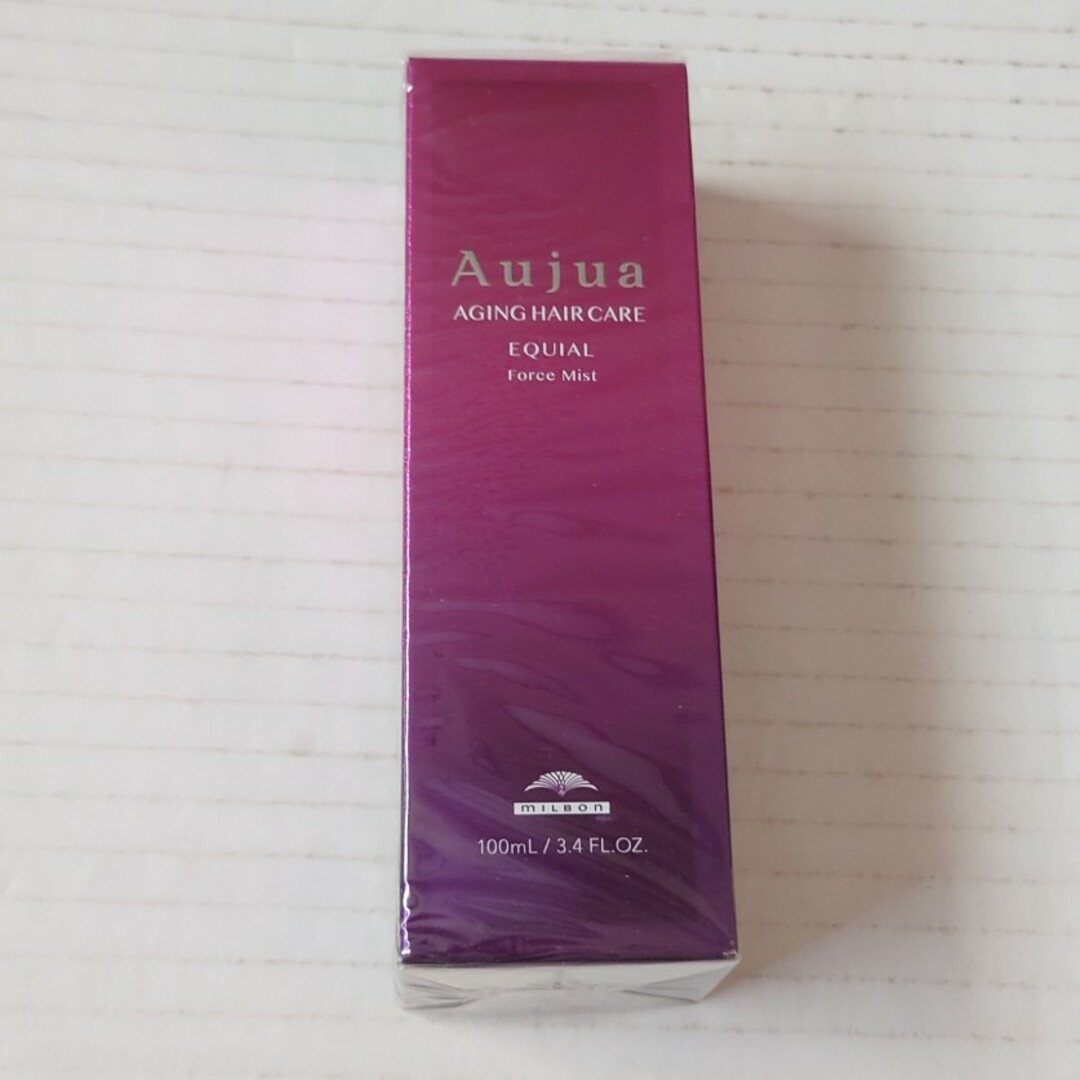 Aujua
AGING HAIR CARE
EQUIAL
Force Mist
MILBON
100mL / 3.4 FL.OZ.